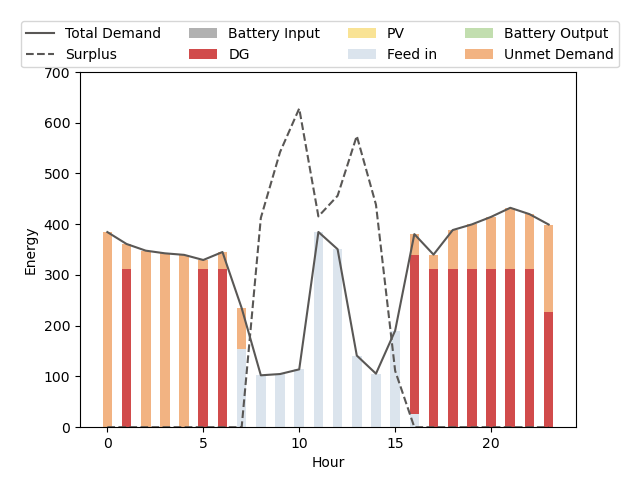 Total Demand Battery Input PV Battery Output
Surplus DG Feed in Unmet Demand
700
600
500
400
300
200
100
0
Energy
0 5 10 15 20
Hour